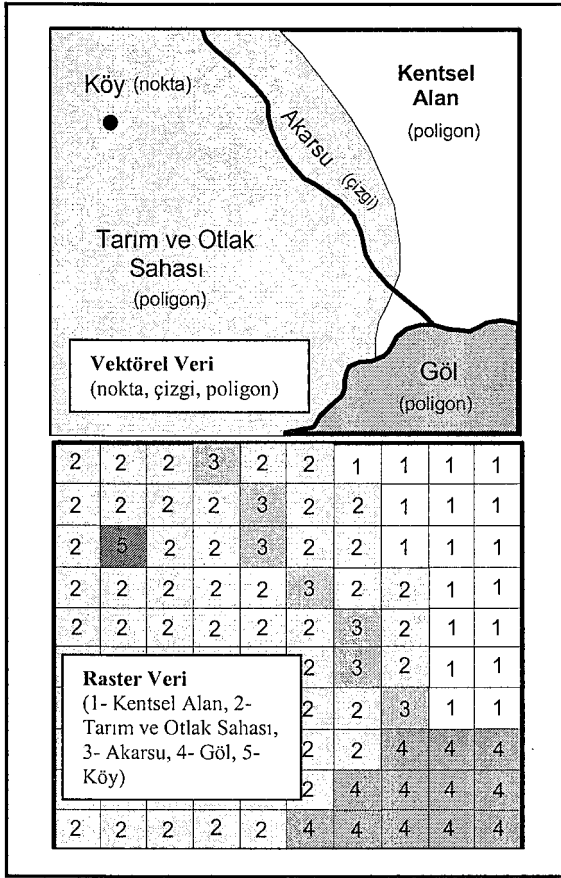 Köy (nokta)
Kentsel
Alan
(poligon)
Akarsu (çizgi)
Tarım ve Otlak
Sahası
(poligon)
Vektörel Veri
(nokta, çizgi, poligon)
Göl
(poligon)
2 2 2 3 2 2 1 1 1 1
2 2 2 2 3 2 2 1 1 1
2 5 2 2 3 2 2 1 1 1
2 2 2 2 2 3 2 2 1 1
2 2 2 2 2 2 3 2 1 1
2 3 2 1 1
2 2 3 1 1
2 2 4 4 4
2 4 4 4 4
2 2 2 2 2 4 4 4 4 4
Raster Veri
(1- Kentsel Alan, 2-
Tarım ve Otlak Sahası,
3- Akarsu, 4- Göl, 5-
Köy)